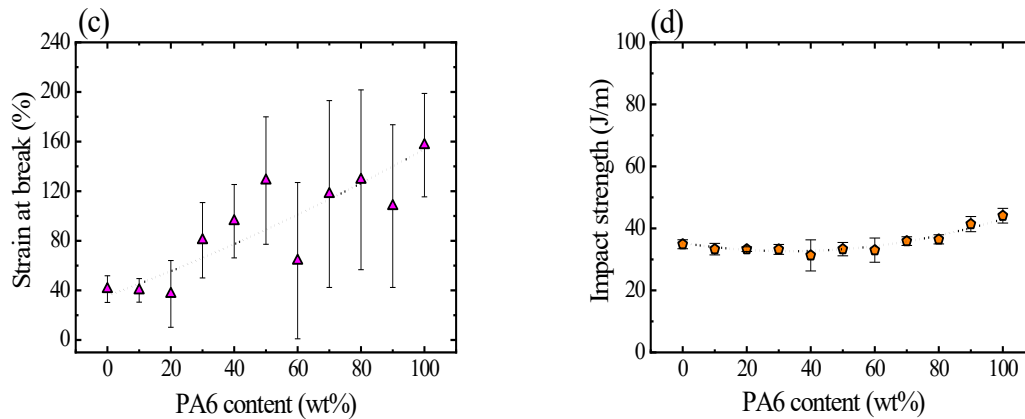 (c)
240
200
160
120
80
40
0
Strain at break (%)
0 20 40 60 80 100
PA6 content (wt%)
(d)
100
80
60
40
20
0
Impact strength (J/m)
0 20 40 60 80 100
PA6 content (wt%)